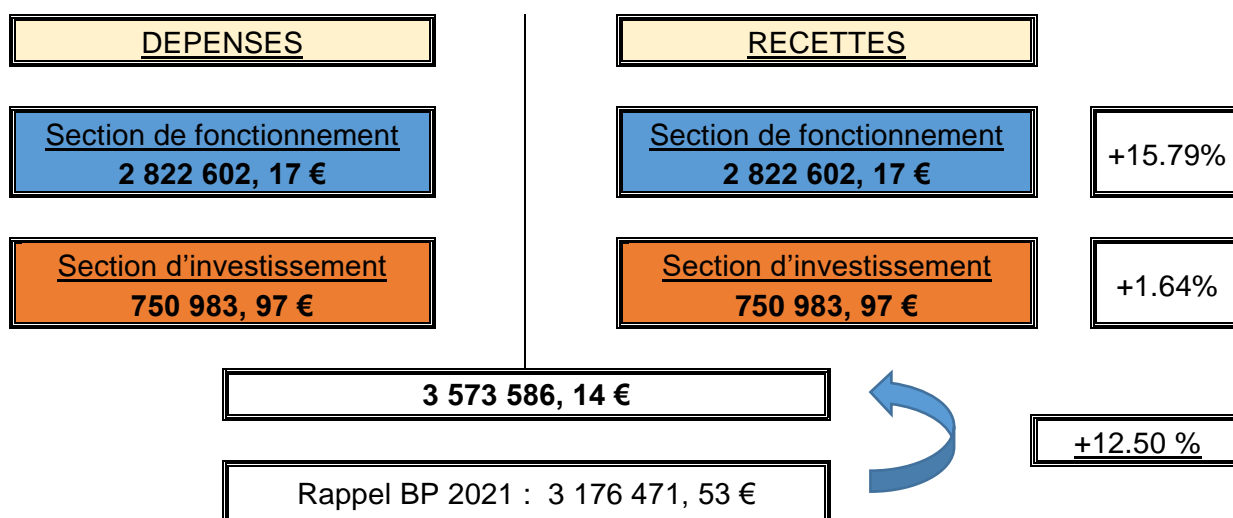 DEPENSES
RECETTES
Section de fonctionnement
2 822 602, 17 €
Section de fonctionnement
2 822 602, 17 €
+15.79%
Section d’investissement
750 983, 97 €
Section d’investissement
750 983, 97 €
+1.64%
3 573 586, 14 €
+12.50 %
Rappel BP 2021 : 3 176 471, 53 €